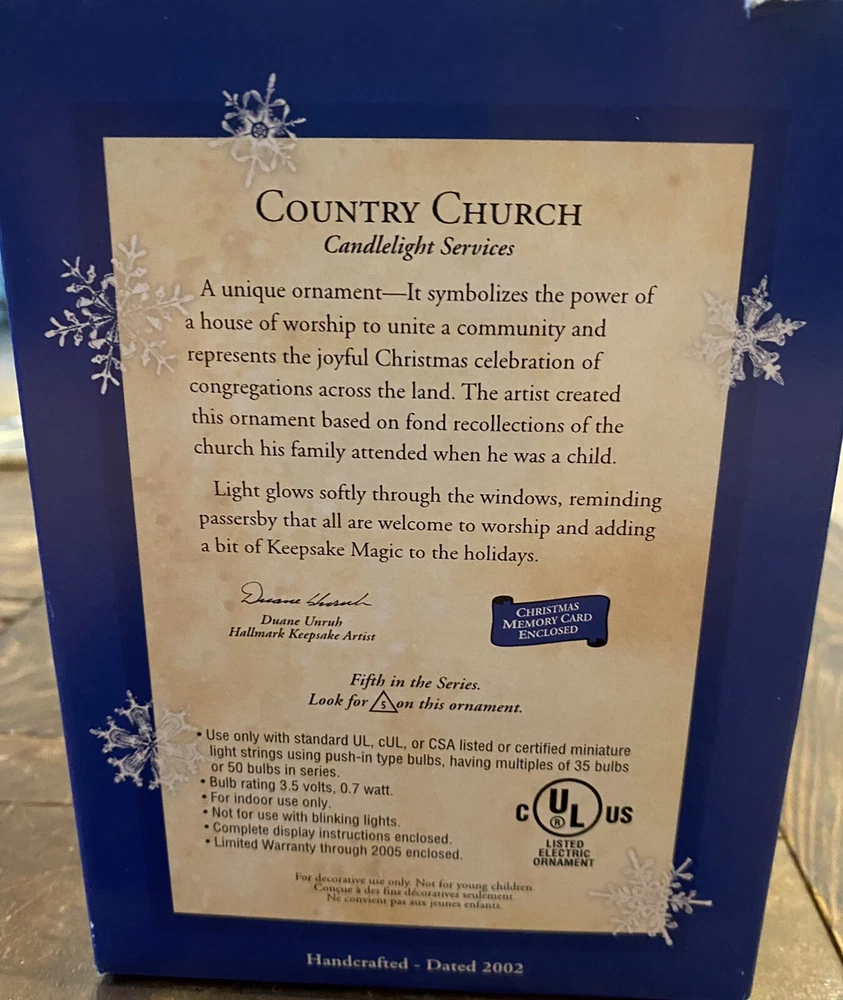 COUNTRY CHURCH
Candlelight Services
A unique ornament—It symbolizes the power of
a house of worship to unite a community and
represents the joyful Christmas celebration of
congregations across the land. The artist created
this ornament based on fond recollections of the
church his family attended when he was a child.
Light glows softly through the windows, reminding
passersby that all are welcome to worship and adding
a bit of Keepsake Magic to the holidays.
Duane Unruh
Duane Unruh
Hallmark Keepsake Artist
CHRISTMAS
MEMORY CARD
ENCLOSED
Fifth in the Series.
Look for 5 on this ornament.
• Use only with standard UL, cUL, or CSA listed or certified miniature
light strings using push-in type bulbs, having multiples of 35 bulbs
or 50 bulbs in series.
• Bulb rating 3.5 volts, 0.7 watt.
• For indoor use only.
• Not for use with blinking lights.
• Complete display instructions enclosed.
• Limited Warranty through 2005 enclosed.
C UL ® US
LISTED
ELECTRIC
ORNAMENT
For decorative use only. Not for young children.
Conçue à des fins décoratives seulement.
Ne convient pas aux jeunes enfants.
Handcrafted - Dated 2002